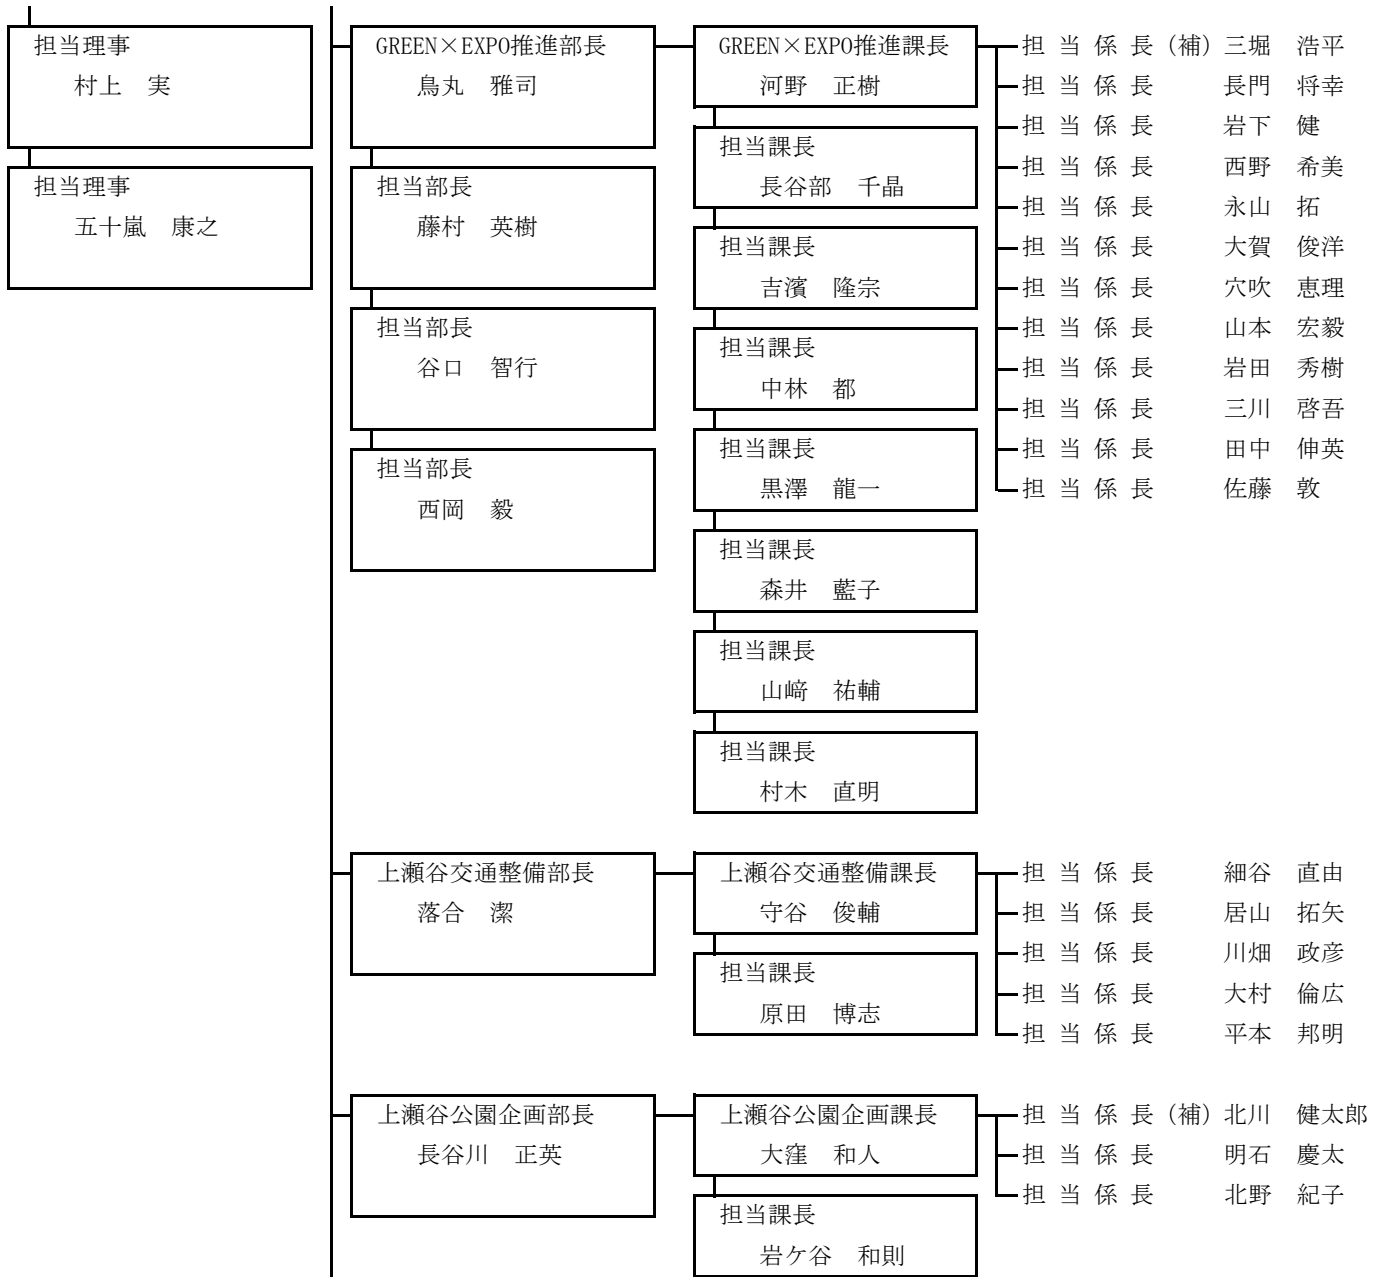 担当理事
村上　実
担当理事
五十嵐　康之
GREEN×EXPO推進部長
鳥丸　雅司
担当部長
藤村　英樹
担当部長
谷口　智行
担当部長
西岡　毅
GREEN×EXPO推進課長
河野　正樹
担当課長
長谷部　千晶
担当課長
吉濱　隆宗
担当課長
中林　都
担当課長
黒澤　龍一
担当課長
森井　藍子
担当課長
山﨑　祐輔
担当課長
村木　直明
担 当 係 長（補）三堀　浩平
担 当 係 長　　長門　将幸
担 当 係 長　　岩下　健
担 当 係 長　　西野　希美
担 当 係 長　　永山　拓
担 当 係 長　　大賀　俊洋
担 当 係 長　　穴吹　恵理
担 当 係 長　　山本　宏毅
担 当 係 長　　岩田　秀樹
担 当 係 長　　三川　啓吾
担 当 係 長　　田中　伸英
担 当 係 長　　佐藤　敦
上瀬谷交通整備部長
落合　潔
上瀬谷交通整備課長
守谷　俊輔
担当課長
原田　博志
担 当 係 長　　細谷　直由
担 当 係 長　　居山　拓矢
担 当 係 長　　川畑　政彦
担 当 係 長　　大村　倫広
担 当 係 長　　平本　邦明
上瀬谷公園企画部長
長谷川　正英
上瀬谷公園企画課長
大窪　和人
担当課長
岩ケ谷　和則
担 当 係 長（補）北川　健太郎
担 当 係 長　　明石　慶太
担 当 係 長　　北野　紀子